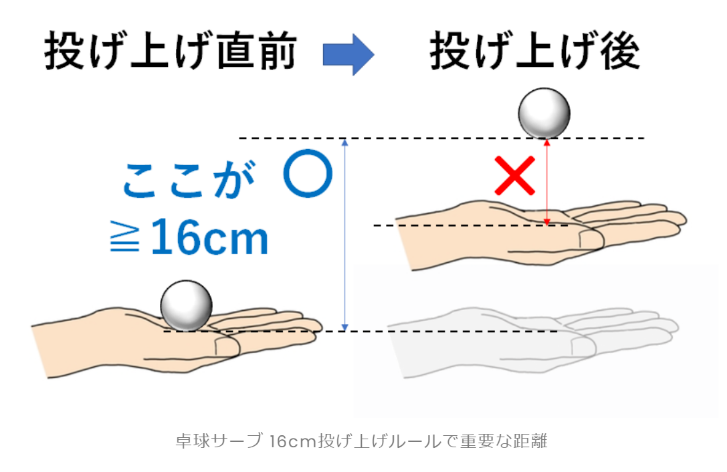 投げ上げ直前
投げ上げ後
ここが ○
≧16cm
×
卓球サーブ 16cm投げ上げルールで重要な距離